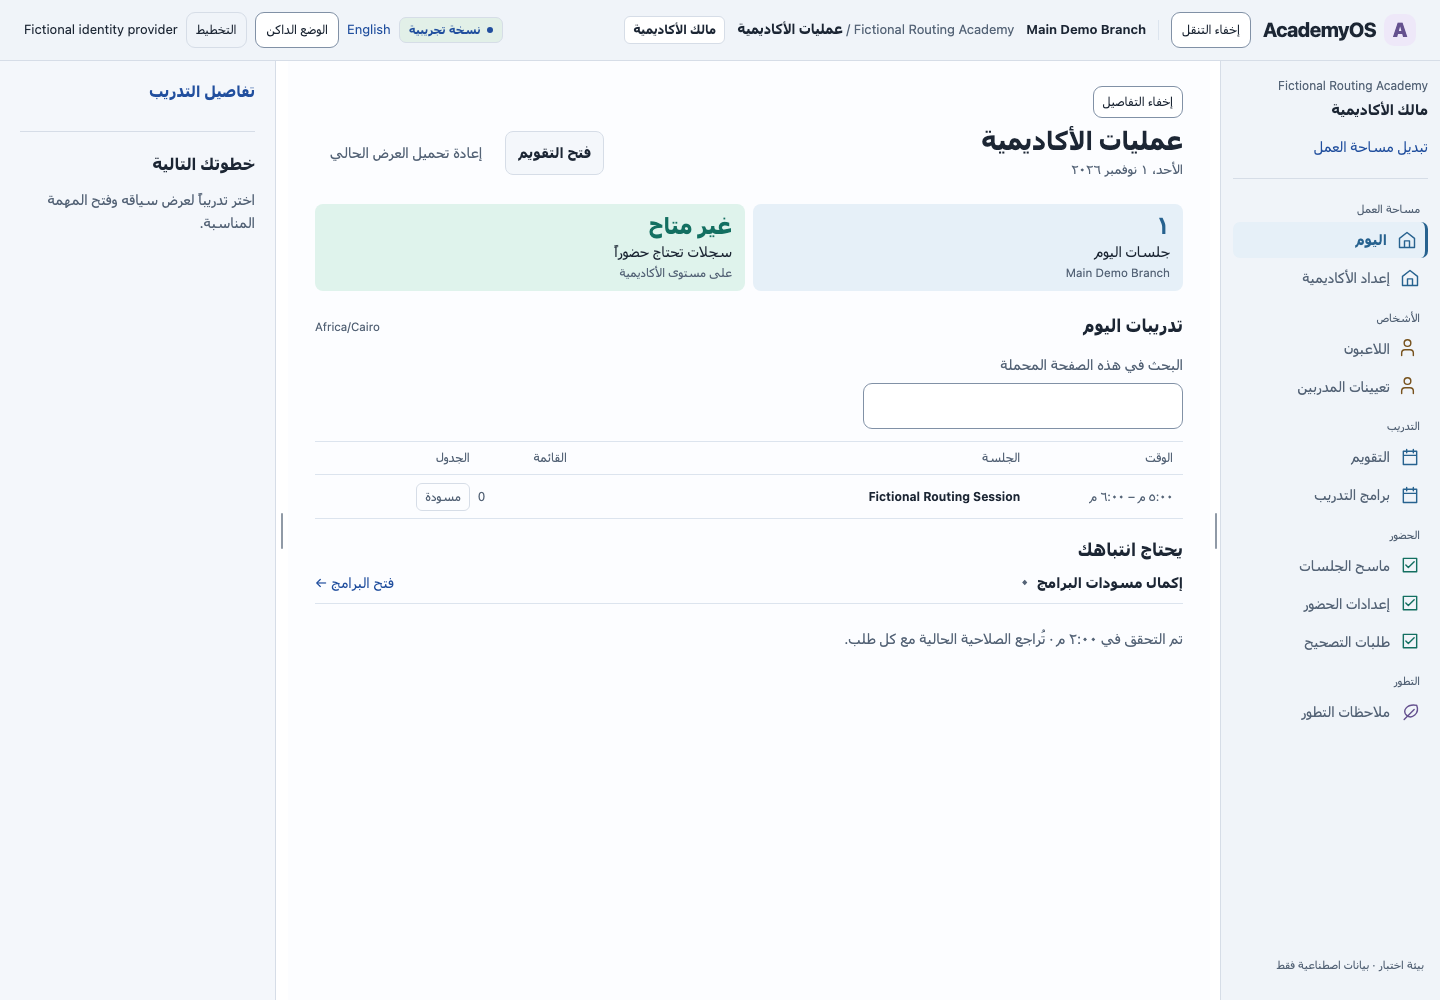 A AcademyOS
إخفاء التنقل
Main Demo Branch
Fictional Routing Academy / عمليات الأكاديمية
مالك الأكاديمية
نسخة تجريبية
English
الوضع الداكن
التخطيط
Fictional identity provider
Fictional Routing Academy
مالك الأكاديمية
تبديل مساحة العمل
مساحة العمل
اليوم
إعداد الأكاديمية
الأشخاص
اللاعبون
تعيينات المدربين
التدريب
التقويم
برامج التدريب
الحضور
ماسح الجلسات
إعدادات الحضور
طلبات التصحيح
التطور
ملاحظات التطور
بيئة اختبار · بيانات اصطناعية فقط
إخفاء التفاصيل
عمليات الأكاديمية
الأحد، ١ نوفمبر ٢٠٢٦
فتح التقويم
إعادة تحميل العرض الحالي
١
جلسات اليوم
Main Demo Branch
غير متاح
سجلات تحتاج حضوراً
على مستوى الأكاديمية
تدريبات اليوم
Africa/Cairo
البحث في هذه الصفحة المحملة
الوقت الجلسة القائمة الجدول
٥:٠٠ م – ٦:٠٠ م Fictional Routing Session 0 مسودة
يحتاج انتباهك
إكمال مسودات البرامج •
فتح البرامج ←
تم التحقق في ٢:٠٠ م · تُراجع الصلاحية الحالية مع كل طلب.
تفاصيل التدريب
خطوتك التالية
اختر تدريباً لعرض سياقه وفتح المهمة
المناسبة.